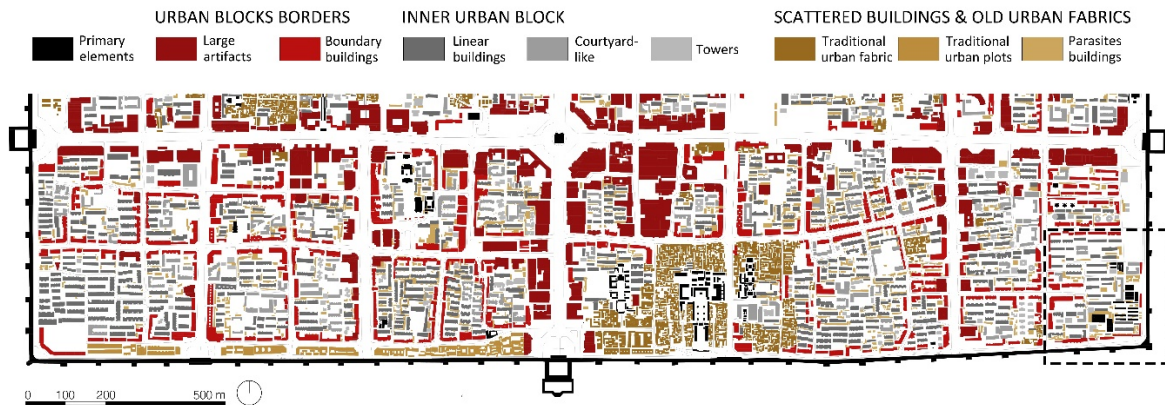 URBAN BLOCKS BORDERS
INNER URBAN BLOCK
SCATTERED BUILDINGS & OLD URBAN FABRICS
Primary
elements
Large
artifacts
Boundary
buildings
Linear
buildings
Courtyard-
like
Towers
Traditional
urban fabric
Traditional
urban plots
Parasites
buildings
0 100 200 500 m